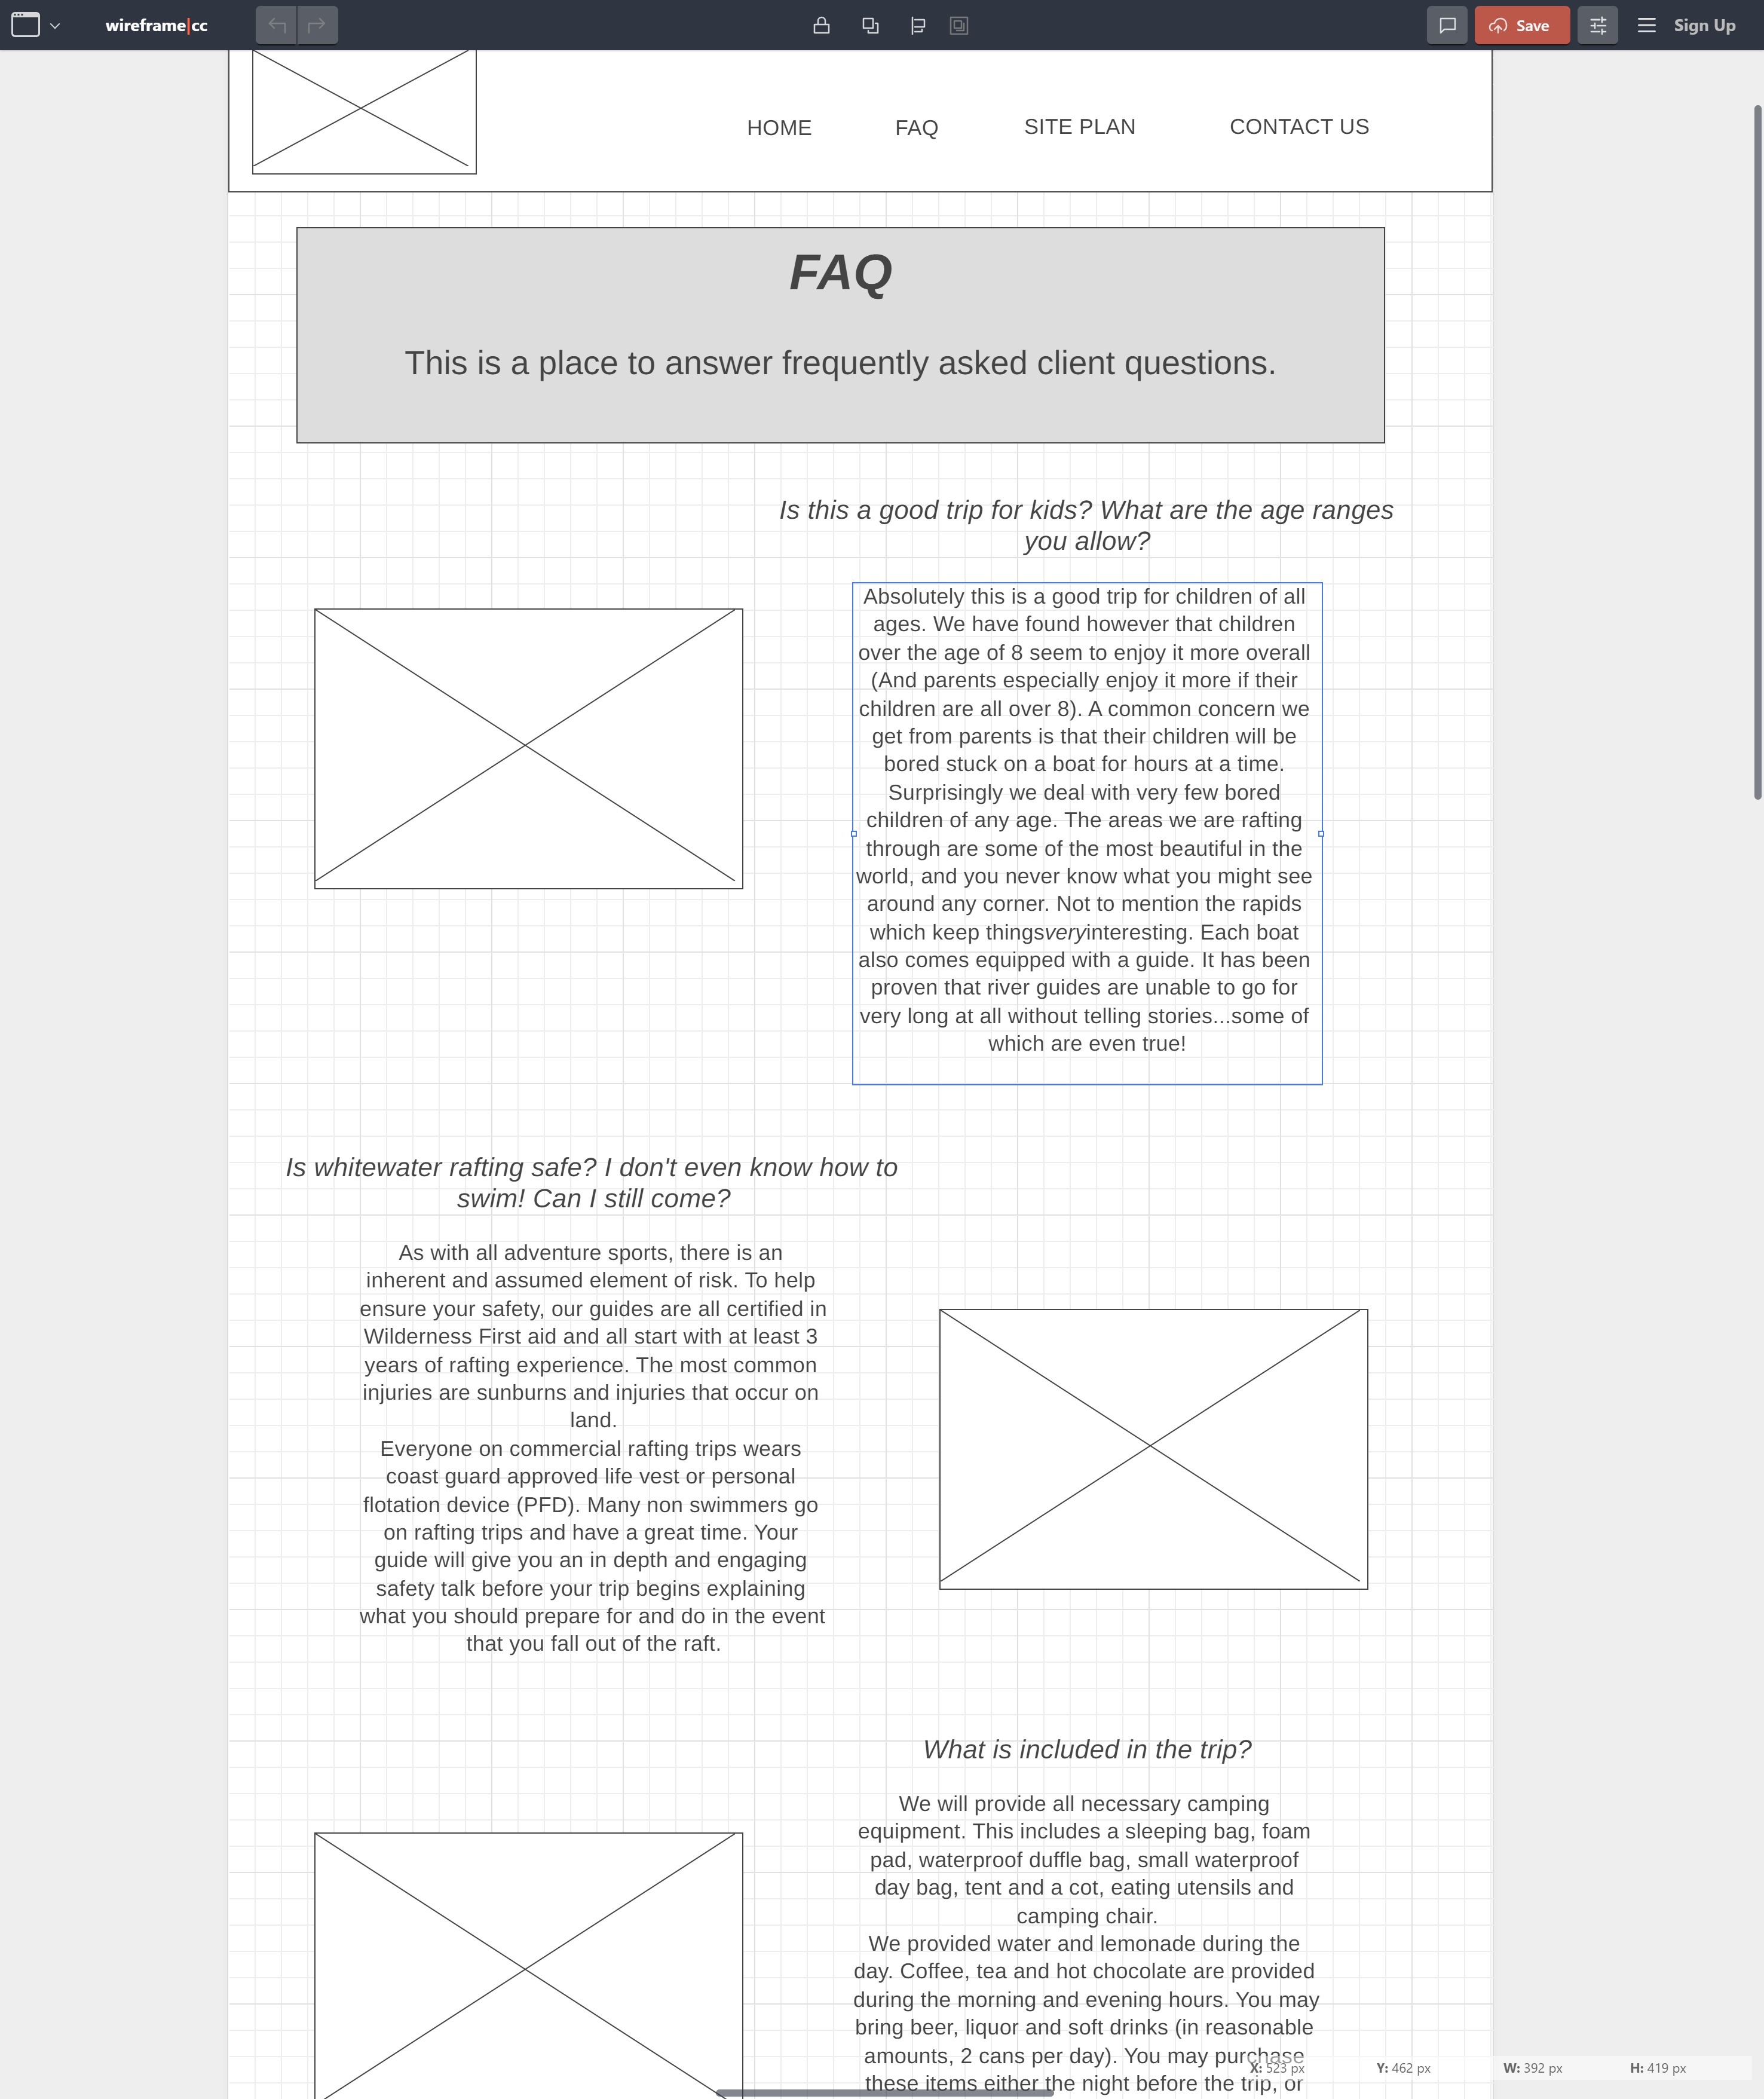 wireframe|cc
Save
Sign Up
HOME
FAQ
SITE PLAN
CONTACT US
FAQ
This is a place to answer frequently asked client questions.
Is this a good trip for kids? What are the age ranges
you allow?
Absolutely this is a good trip for children of all
ages. We have found however that children
over the age of 8 seem to enjoy it more overall
(And parents especially enjoy it more if their
children are all over 8). A common concern we
get from parents is that their children will be
bored stuck on a boat for hours at a time.
Surprisingly we deal with very few bored
children of any age. The areas we are rafting
through are some of the most beautiful in the
world, and you never know what you might see
around any corner. Not to mention the rapids
which keep thingsveryinteresting. Each boat
also comes equipped with a guide. It has been
proven that river guides are unable to go for
very long at all without telling stories...some of
which are even true!
Is whitewater rafting safe? I don't even know how to
swim! Can I still come?
As with all adventure sports, there is an
inherent and assumed element of risk. To help
ensure your safety, our guides are all certified in
Wilderness First aid and all start with at least 3
years of rafting experience. The most common
injuries are sunburns and injuries that occur on
land.
Everyone on commercial rafting trips wears
coast guard approved life vest or personal
flotation device (PFD). Many non swimmers go
on rafting trips and have a great time. Your
guide will give you an in depth and engaging
safety talk before your trip begins explaining
what you should prepare for and do in the event
that you fall out of the raft.
What is included in the trip?
We will provide all necessary camping
equipment. This includes a sleeping bag, foam
pad, waterproof duffle bag, small waterproof
day bag, tent and a cot, eating utensils and
camping chair.
We provided water and lemonade during the
day. Coffee, tea and hot chocolate are provided
during the morning and evening hours. You may
bring beer, liquor and soft drinks (in reasonable
amounts, 2 cans per day). You may purchase
these items either the night before the trip, or
X: 523 px
Y: 462 px
W: 392 px
H: 419 px